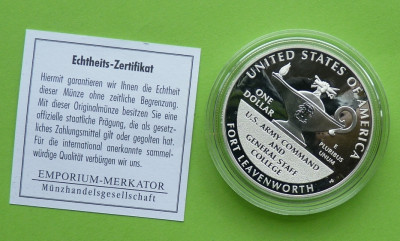 Echtheits-Zertifikat
Hiermit garantieren wir Ihnen die Echtheit
dieser Münze ohne zeitliche Begrenzung.
Mit dieser Originalmünze besitzen Sie eine
offizielle staatliche Prägung, die als gesetz-
liches Zahlungsmittel gilt oder gegolten hat.
Für die international anerkannte sammel-
würdige Qualität verbürgen wir uns.
EMPORIUM-MERKATOR
Münzhandelsgesellschaft
UNITED STATES OF AMERICA
ONE
DOLLAR
E
PLURIBUS
UNUM
U.S. ARMY COMMAND
AND
GENERAL STAFF
COLLEGE
FORT LEAVENWORTH
P